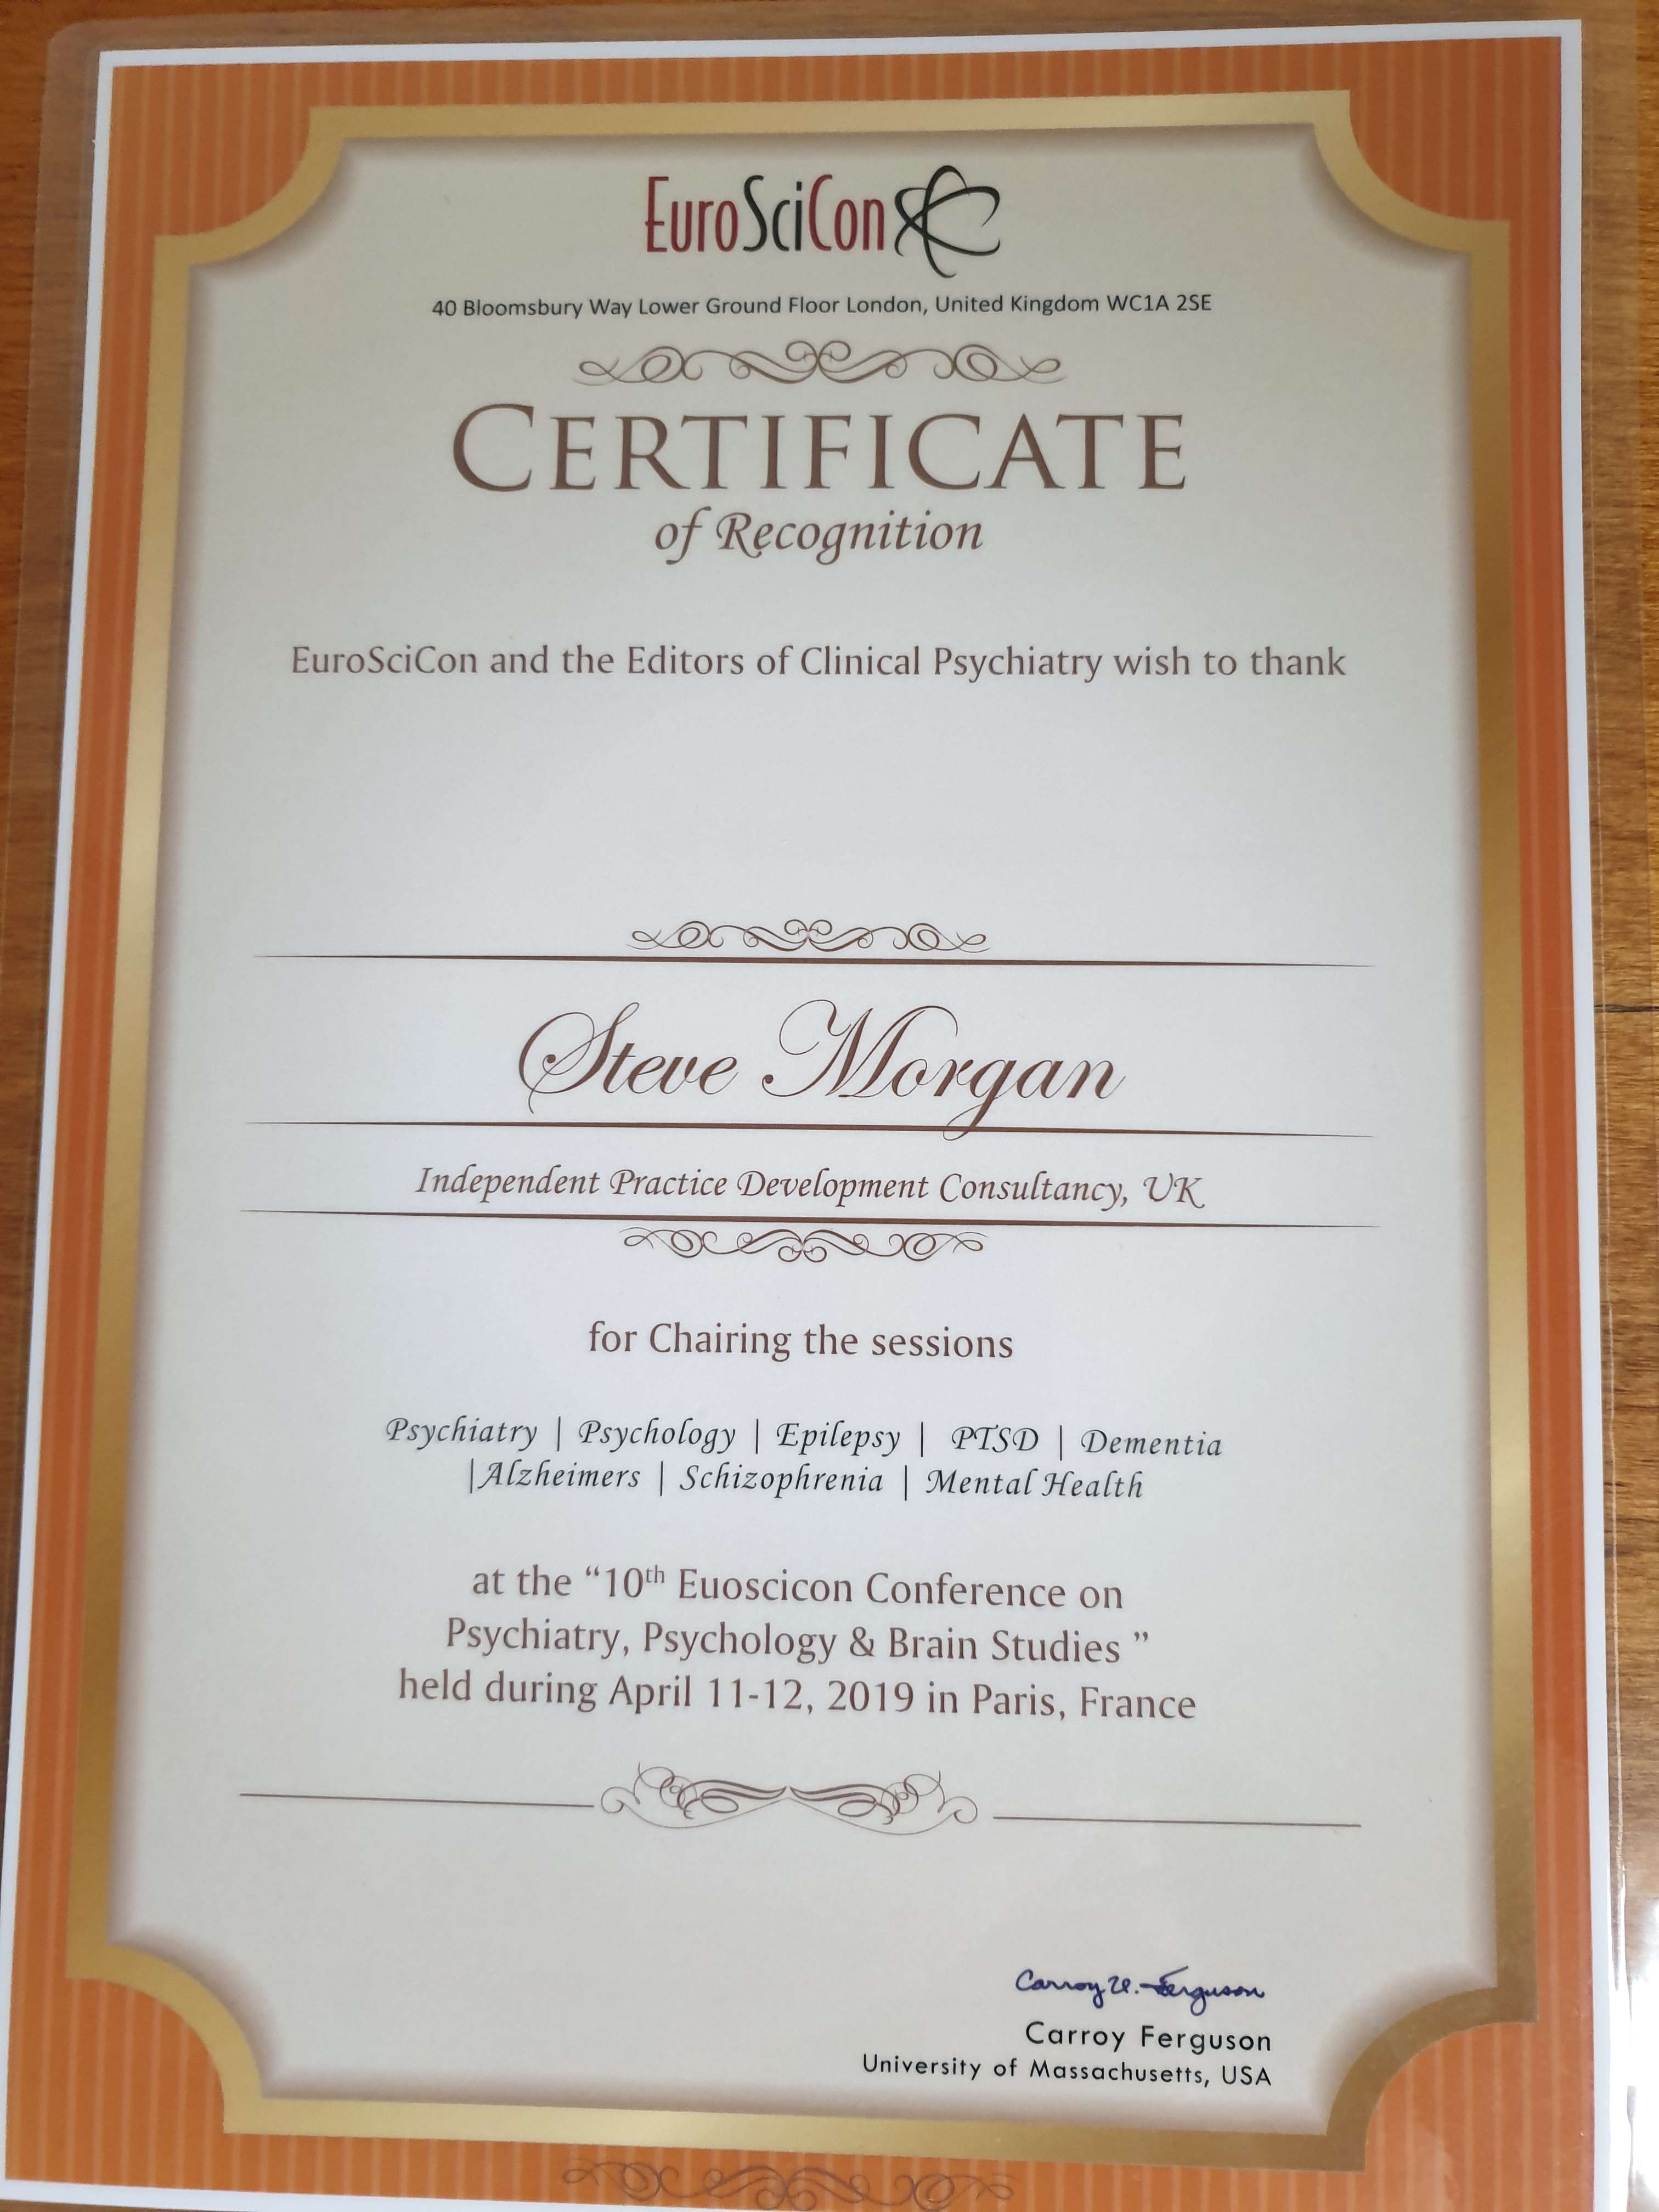 EuroSciCon
40 Bloomsbury Way Lower Ground Floor London, United Kingdom WC1A 2SE
CERTIFICATE
of Recognition
EuroSciCon and the Editors of Clinical Psychiatry wish to thank
Steve Morgan
Independent Practice Development Consultancy, UK
for Chairing the sessions
Psychiatry | Psychology | Epilepsy | PTSD | Dementia
|Alzheimers | Schizophrenia | Mental Health
at the “10th Euoscicon Conference on
Psychiatry, Psychology & Brain Studies ”
held during April 11-12, 2019 in Paris, France
Carroy U. Ferguson
Carroy Ferguson
University of Massachusetts, USA